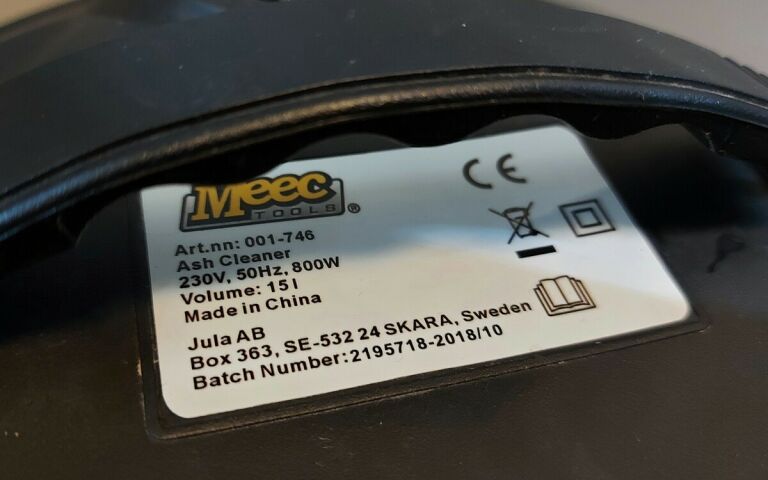 Meec
TOOLS ®
CE
Art.nn: 001-746
Ash Cleaner
230V, 50Hz, 800W
Volume: 15 l
Made in China
Jula AB
Box 363, SE-532 24 SKARA, Sweden
Batch Number: 2195718-2018/10